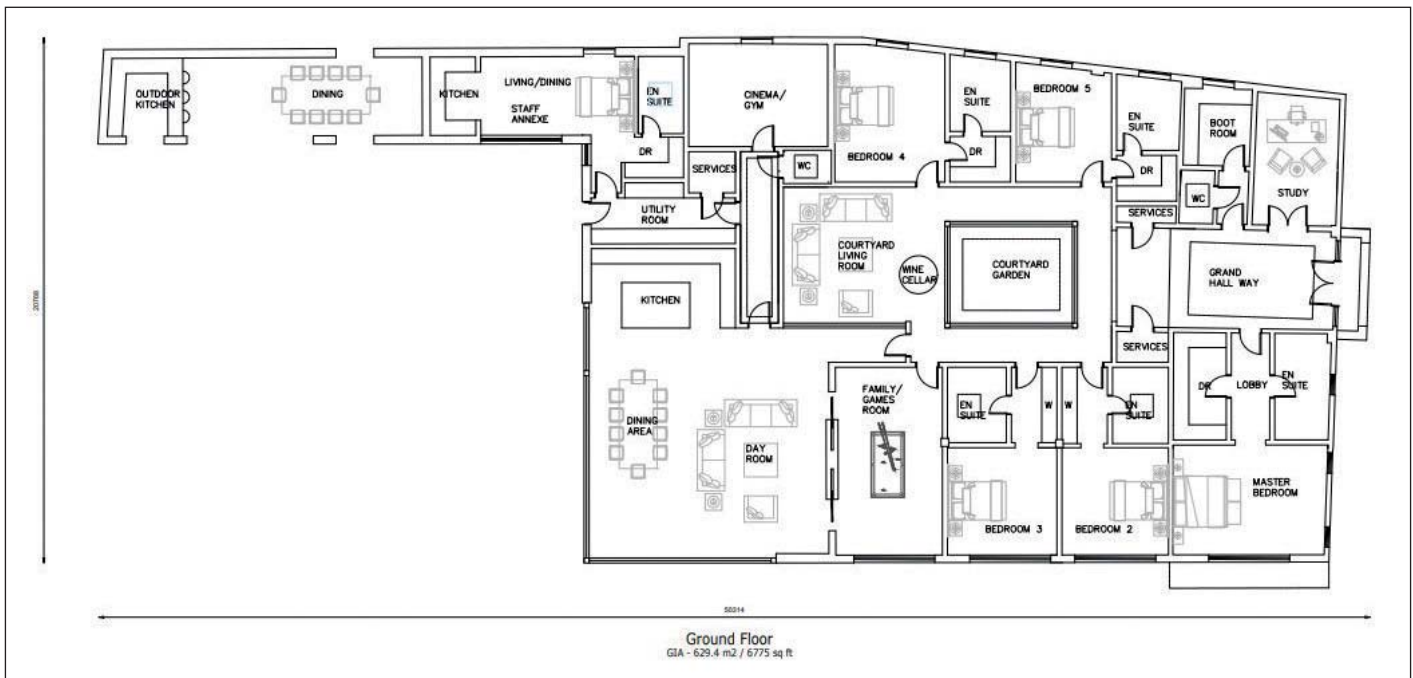 OUTDOOR
KITCHEN
DINING
KITCHEN
LIVING/DINING
STAFF
ANNEXE
EN
SUITE
DR
CINEMA/
GYM
SERVICES
WC
BEDROOM 4
EN
SUITE
DR
BEDROOM 5
EN
SUITE
DR
BOOT
ROOM
WC
STUDY
SERVICES
UTILITY
ROOM
COURTYARD
LIVING
ROOM
WINE
CELLAR
COURTYARD
GARDEN
GRAND
HALL WAY
20708
KITCHEN
SERVICES
DR
LOBBY
EN
SUITE
DINING
AREA
DAY
ROOM
FAMILY/
GAMES
ROOM
EN
SUITE
W
W
EN
SUITE
BEDROOM 3
BEDROOM 2
MASTER
BEDROOM
50314
Ground Floor
GIA - 629.4 m2 / 6775 sq ft